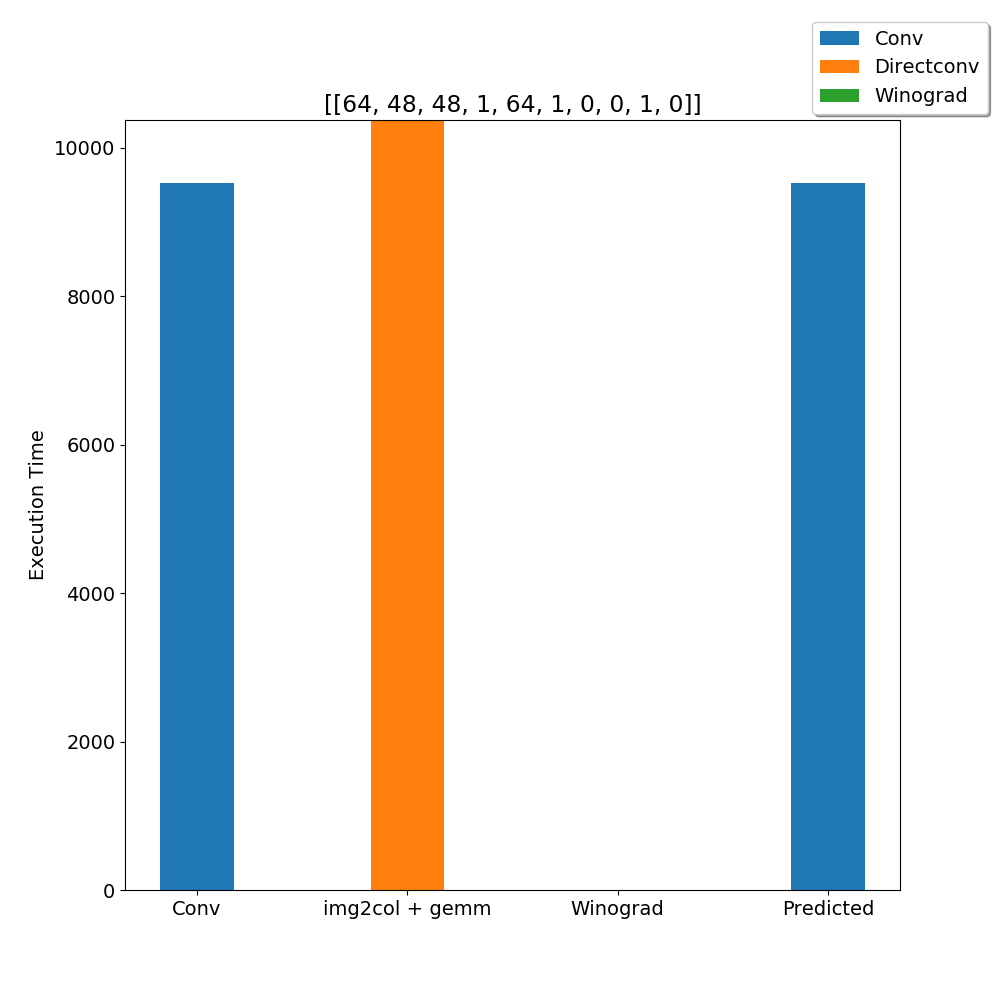 Conv
Directconv
Winograd
[[64, 48, 48, 1, 64, 1, 0, 0, 1, 0]]
10000
8000
6000
4000
2000
0
Execution Time
Conv img2col + gemm Winograd Predicted